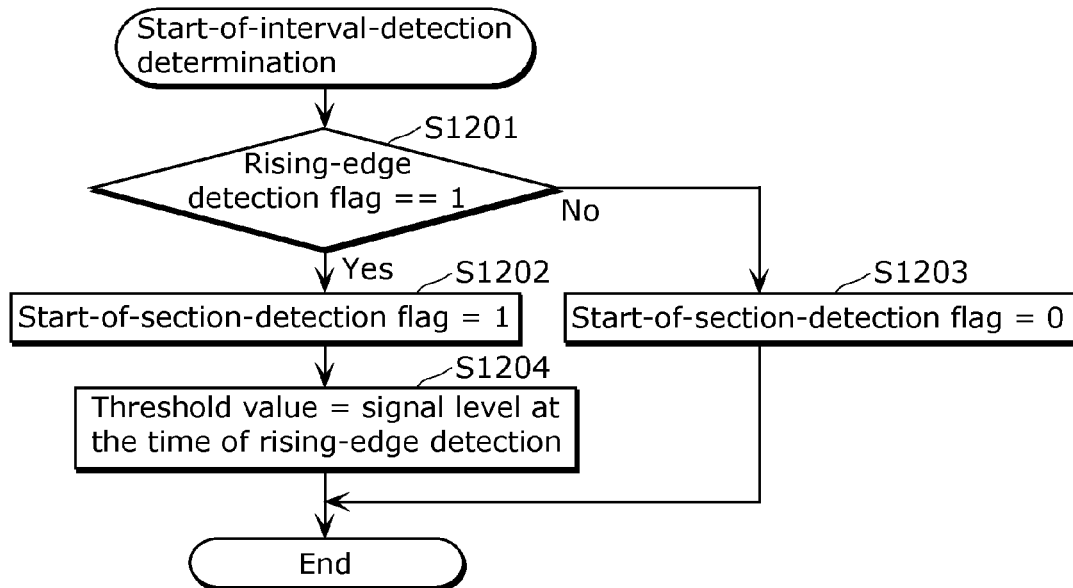 Start-of-interval-detection
determination
S1201
Rising-edge
detection flag == 1
No
Yes
S1202
S1203
Start-of-section-detection flag = 1
Start-of-section-detection flag = 0
S1204
Threshold value = signal level at
the time of rising-edge detection
End